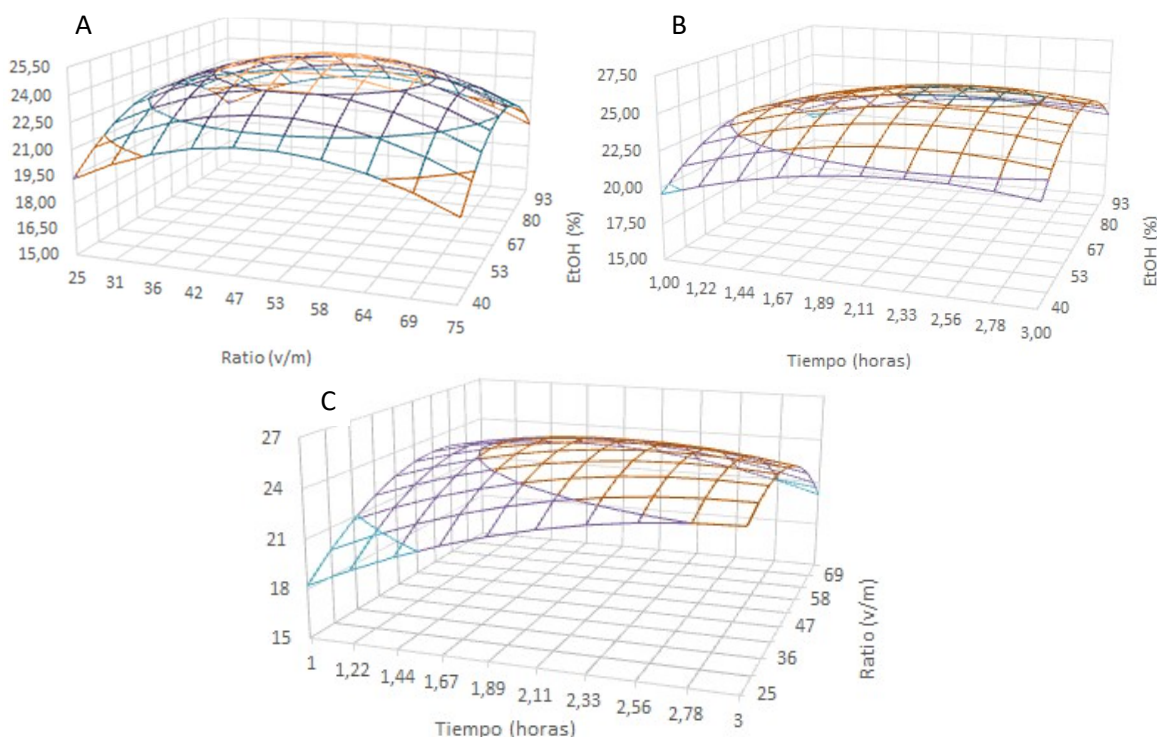 A
25,50
24,00
22,50
21,00
19,50
18,00
16,50
15,00
25 31 36 42 47 53 58 64 69 75
Ratio (v/m)
40 53 67 80 93
EtOH (%)
B
27,50
25,00
22,50
20,00
17,50
15,00
1,00 1,22 1,44 1,67 1,89 2,11 2,33 2,56 2,78 3,00
Tiempo (horas)
40 53 67 80 93
EtOH (%)
C
27
24
21
18
15
1 1,22 1,44 1,67 1,89 2,11 2,33 2,56 2,78 3
Tiempo (horas)
25 36 47 58 69
Ratio (v/m)